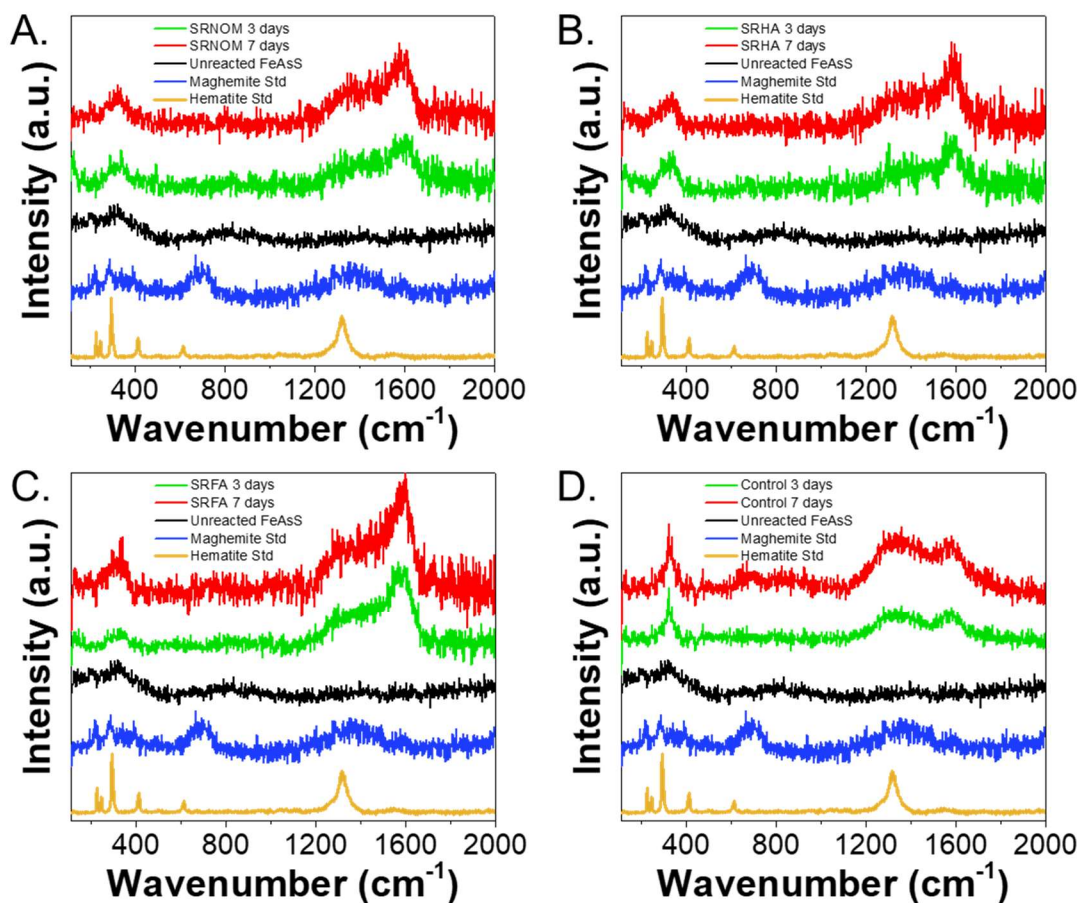 A.
SRNOM 3 days
SRNOM 7 days
Unreacted FeAsS
Maghemite Std
Hematite Std
Intensity (a.u.)
400 800 1200 1600 2000
Wavenumber (cm-1)
B.
SRHA 3 days
SRHA 7 days
Unreacted FeAsS
Maghemite Std
Hematite Std
Intensity (a.u.)
400 800 1200 1600 2000
Wavenumber (cm-1)
C.
SRFA 3 days
SRFA 7 days
Unreacted FeAsS
Maghemite Std
Hematite Std
Intensity (a.u.)
400 800 1200 1600 2000
Wavenumber (cm-1)
D.
Control 3 days
Control 7 days
Unreacted FeAsS
Maghemite Std
Hematite Std
Intensity (a.u.)
400 800 1200 1600 2000
Wavenumber (cm-1)